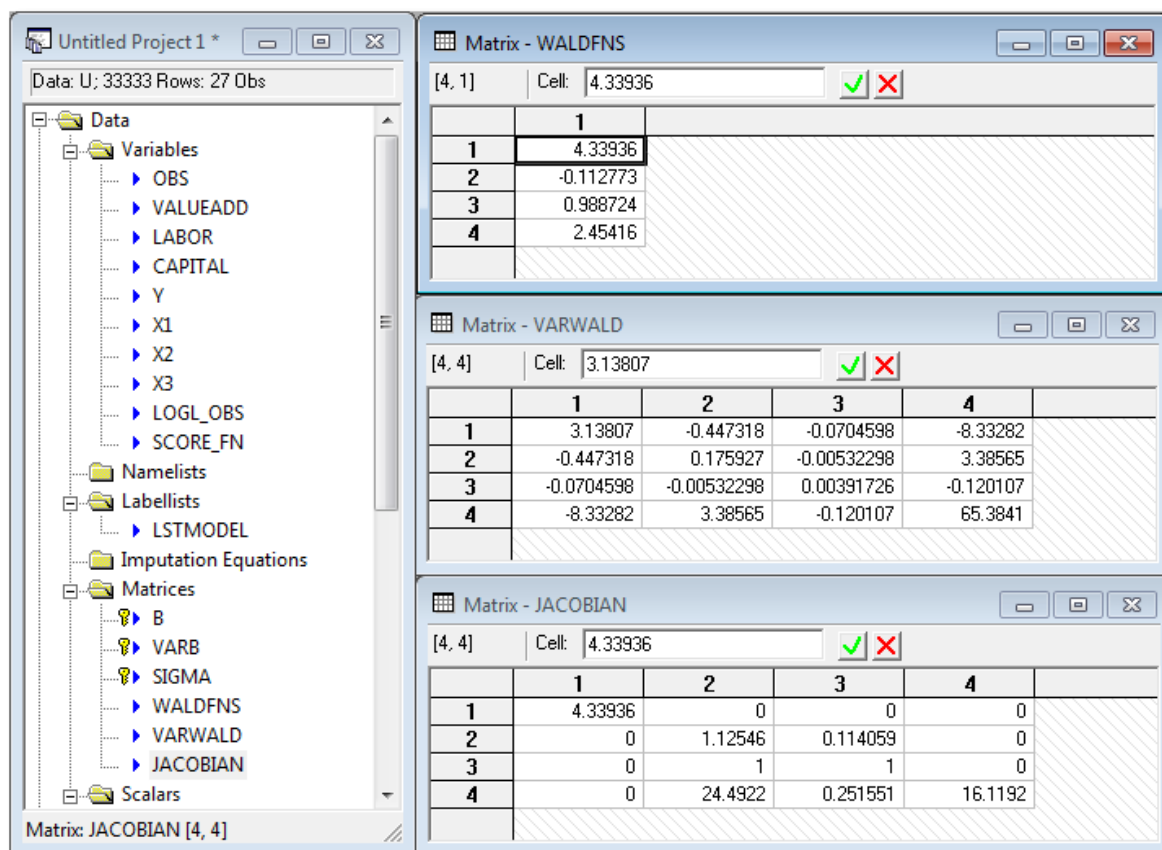 Untitled Project 1 *
Data: U; 33333 Rows: 27 Obs
Data
Variables
OBS
VALUEADD
LABOR
CAPITAL
Y
X1
X2
X3
LOGL_OBS
SCORE_FN
Namelists
Labellists
LSTMODEL
Imputation Equations
Matrices
B
VARB
SIGMA
WALDFNS
VARWALD
JACOBIAN
Scalars
Matrix: JACOBIAN [4, 4]
Matrix - WALDFNS
[4, 1] Cell: 4.33936
1
1 4.33936
2 -0.112773
3 0.988724
4 2.45416
Matrix - VARWALD
[4, 4] Cell: 3.13807
1 2 3 4
1 3.13807 -0.447318 -0.0704598 -8.33282
2 -0.447318 0.175927 -0.00532298 3.38565
3 -0.0704598 -0.00532298 0.00391726 -0.120107
4 -8.33282 3.38565 -0.120107 65.3841
Matrix - JACOBIAN
[4, 4] Cell: 4.33936
1 2 3 4
1 4.33936 0 0 0
2 0 1.12546 0.114059 0
3 0 1 1 0
4 0 24.4922 0.251551 16.1192